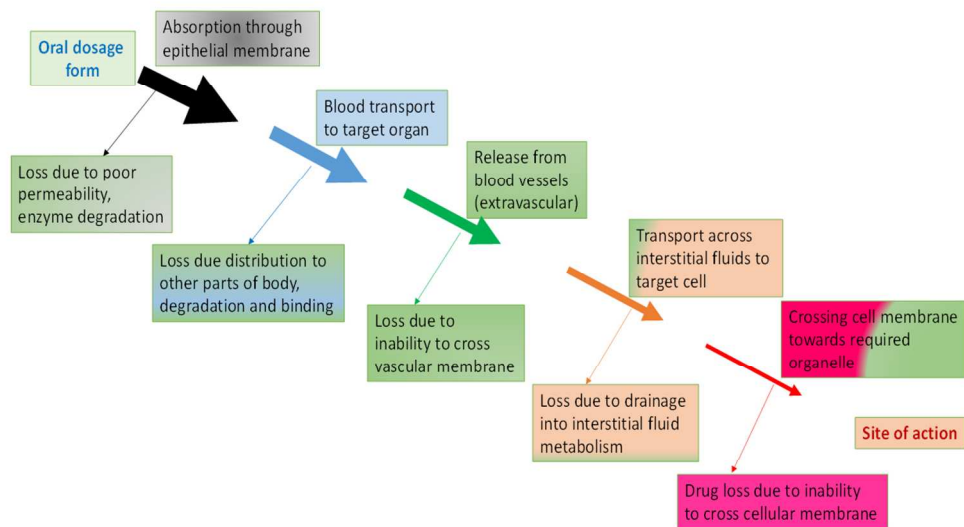 Oral dosage
form
Absorption through
epithelial membrane
Loss due to poor
permeability,
enzyme degradation
Blood transport
to target organ
Loss due distribution to
other parts of body,
degradation and binding
Release from
blood vessels
(extravascular)
Loss due to
inability to cross
vascular membrane
Transport across
interstitial fluids to
target cell
Loss due to drainage
into interstitial fluid
metabolism
Crossing cell membrane
towards required
organelle
Drug loss due to inability
to cross cellular membrane
Site of action